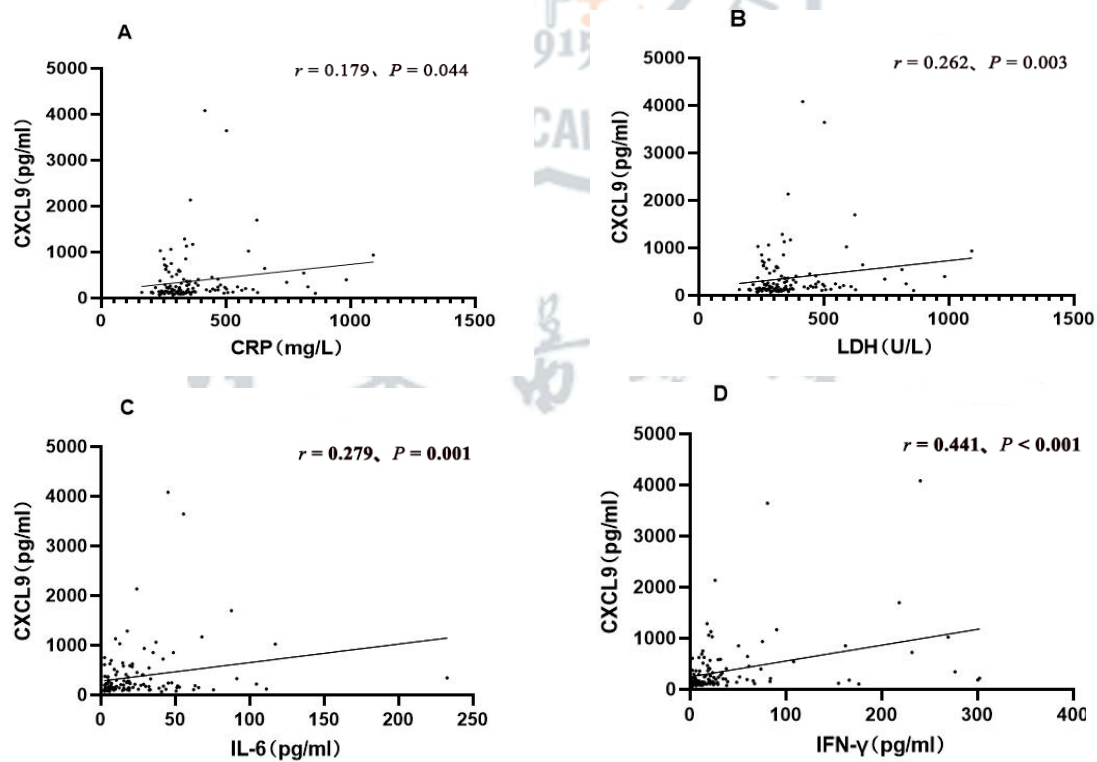 A
r = 0.179、P = 0.044
CXCL9(pg/ml)
5000
4000
3000
2000
1000
0
0 500 1000 1500
CRP(mg/L)
B
r = 0.262、P = 0.003
CXCL9(pg/ml)
5000
4000
3000
2000
1000
0
0 500 1000 1500
LDH(U/L)
C
r = 0.279、P = 0.001
CXCL9(pg/ml)
5000
4000
3000
2000
1000
0
0 50 100 150 200 250
IL-6(pg/ml)
D
r = 0.441、P < 0.001
CXCL9(pg/ml)
5000
4000
3000
2000
1000
0
0 100 200 300 400
IFN-γ(pg/ml)